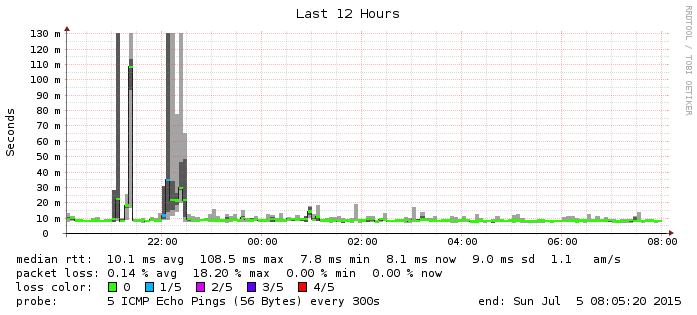 Last 12 Hours
RRDTOOL / TOBI OETIKER
Seconds
130 m
120 m
110 m
100 m
90 m
80 m
70 m
60 m
50 m
40 m
30 m
20 m
10 m
0
22:00 00:00 02:00 04:00 06:00 08:00
median rtt: 10.1 ms avg 108.5 ms max 7.8 ms min 8.1 ms now 9.0 ms sd 1.1 am/s
packet loss: 0.14 % avg 18.20 % max 0.00 % min 0.00 % now
loss color: 0 1/5 2/5 3/5 4/5
probe: 5 ICMP Echo Pings (56 Bytes) every 300s end: Sun Jul 5 08:05:20 2015